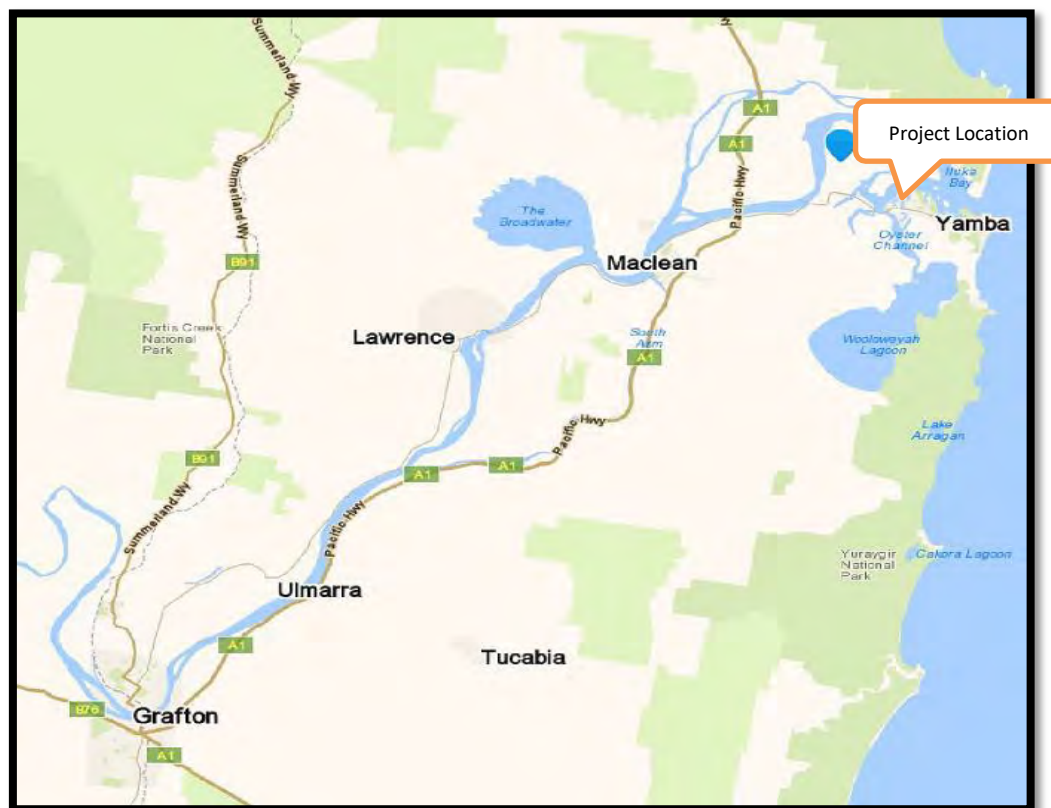 Summerland Wy
wy
A1
Project Location
A1
Iluka
Bay
Summerland Wy
The
Broadwater
Pacific Hwy
Yamba
Oyster
Channel
B91
Maclean
Fortis Creek
National
Park
Lawrence
South
Arm
Wooloweyah
Lagoon
A1
Pacific Hwy
Lake
Arragan
B91
A1
A1
Summerland Wy
Pacific Hwy
Yuraygir
National
Park
Cakora Lagoon
Ulmarra
A1
Tucabia
B76
Grafton
A1